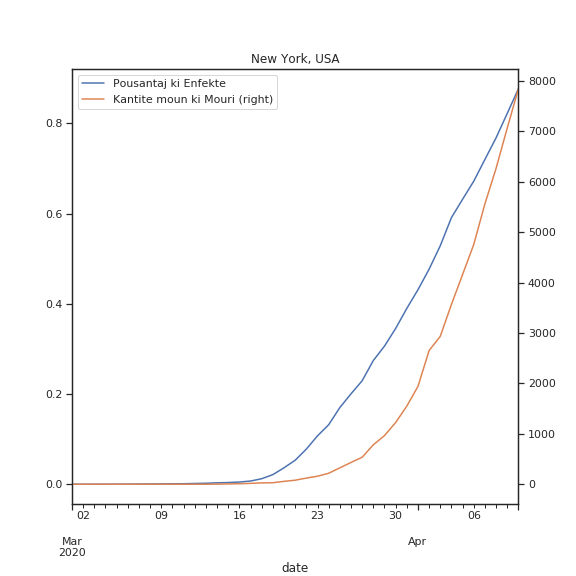 New York, USA
Pousantaj ki Enfekte
Kantite moun ki Mouri (right)
0.8
0.6
0.4
0.2
0.0
8000
7000
6000
5000
4000
3000
2000
1000
0
02 09 16 23 30 06
Mar Apr
2020
date